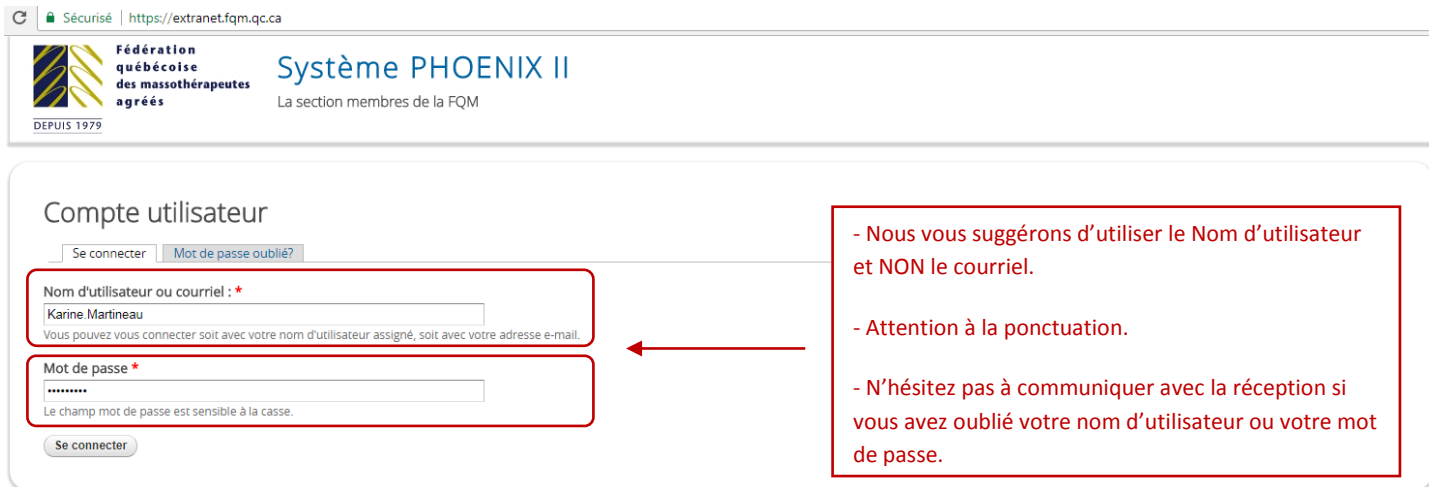 Sécurisé | https://extranet.fqm.qc.ca
Fédération
québécoise
des massothérapeutes
agréés
DEPUIS 1979
Système PHOENIX II
La section membres de la FQM
Compte utilisateur
Se connecter
Mot de passe oublié?
Nom d'utilisateur ou courriel : *
Karine.Martineau
Vous pouvez vous connecter soit avec votre nom d'utilisateur assigné, soit avec votre adresse e-mail.
Mot de passe *
•••••••••
Le champ mot de passe est sensible à la casse.
Se connecter
- Nous vous suggérons d’utiliser le Nom d’utilisateur
et NON le courriel.
- Attention à la ponctuation.
- N’hésitez pas à communiquer avec la réception si
vous avez oublié votre nom d’utilisateur ou votre mot
de passe.